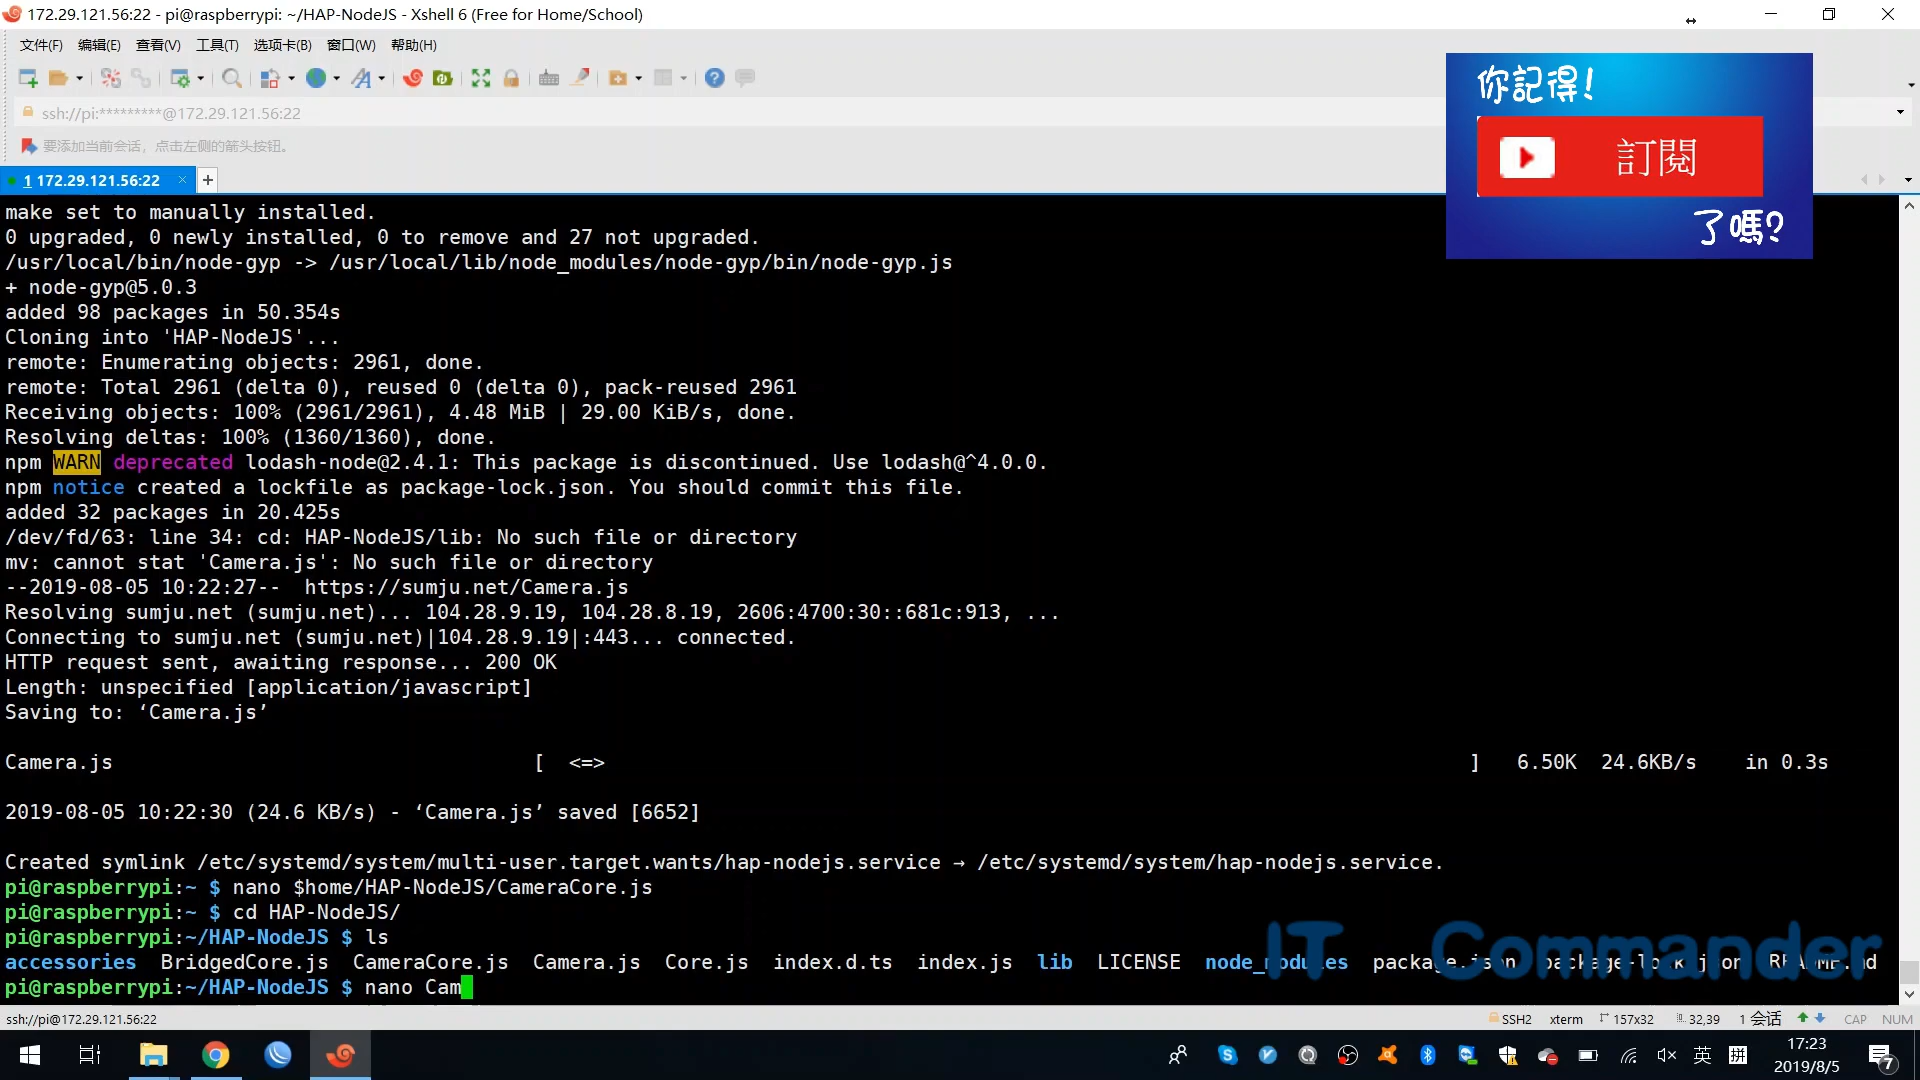 172.29.121.56:22 - pi@raspberrypi: ~/HAP-NodeJS - Xshell 6 (Free for Home/School)
文件(F) 编辑(E) 查看(V) 工具(T) 选项卡(B) 窗口(W) 帮助(H)
ssh://pi:*********@172.29.121.56:22
要添加当前会话，点击左侧的箭头按钮。
1 172.29.121.56:22
你記得!
訂閱
了嗎?
make set to manually installed.
0 upgraded, 0 newly installed, 0 to remove and 27 not upgraded.
/usr/local/bin/node-gyp -> /usr/local/lib/node_modules/node-gyp/bin/node-gyp.js
+ node-gyp@5.0.3
added 98 packages in 50.354s
Cloning into 'HAP-NodeJS'...
remote: Enumerating objects: 2961, done.
remote: Total 2961 (delta 0), reused 0 (delta 0), pack-reused 2961
Receiving objects: 100% (2961/2961), 4.48 MiB | 29.00 KiB/s, done.
Resolving deltas: 100% (1360/1360), done.
npm WARN deprecated lodash-node@2.4.1: This package is discontinued. Use lodash@^4.0.0.
npm notice created a lockfile as package-lock.json. You should commit this file.
added 32 packages in 20.425s
/dev/fd/63: line 34: cd: HAP-NodeJS/lib: No such file or directory
mv: cannot stat 'Camera.js': No such file or directory
--2019-08-05 10:22:27--  https://sumju.net/Camera.js
Resolving sumju.net (sumju.net)... 104.28.9.19, 104.28.8.19, 2606:4700:30::681c:913, ...
Connecting to sumju.net (sumju.net)|104.28.9.19|:443... connected.
HTTP request sent, awaiting response... 200 OK
Length: unspecified [application/javascript]
Saving to: ‘Camera.js’
Camera.js [ <=> ] 6.50K 24.6KB/s in 0.3s
2019-08-05 10:22:30 (24.6 KB/s) - ‘Camera.js’ saved [6652]
Created symlink /etc/systemd/system/multi-user.target.wants/hap-nodejs.service → /etc/systemd/system/hap-nodejs.service.
pi@raspberrypi:~ $ nano $home/HAP-NodeJS/CameraCore.js
pi@raspberrypi:~ $ cd HAP-NodeJS/
pi@raspberrypi:~/HAP-NodeJS $ ls
accessories BridgedCore.js CameraCore.js Camera.js Core.js index.d.ts index.js lib LICENSE node_modules package.json package-lock.json README.md
pi@raspberrypi:~/HAP-NodeJS $ nano Cam
IT Commander
ssh://pi@172.29.121.56:22 SSH2 xterm 157x32 32,39 1 会话 CAP NUM
英 拼 17:23
2019/8/5
7